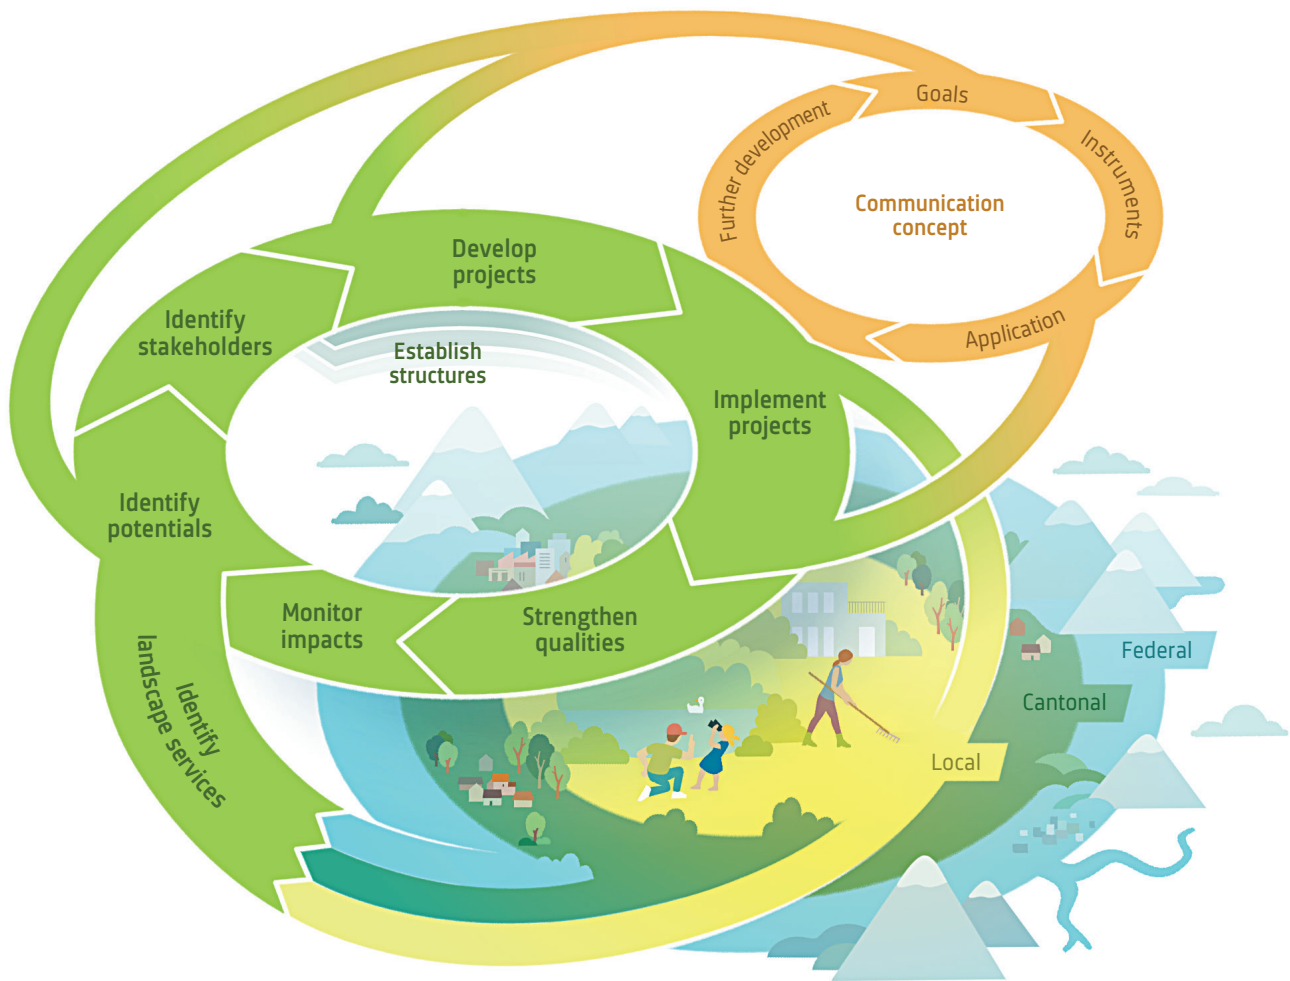 Goals
Instruments
Application
Further development
Communication
concept
Develop
projects
Identify
stakeholders
Establish
structures
Implement
projects
Identify
potentials
Monitor
impacts
Strengthen
qualities
Identify
landscape services
Federal
Cantonal
Local